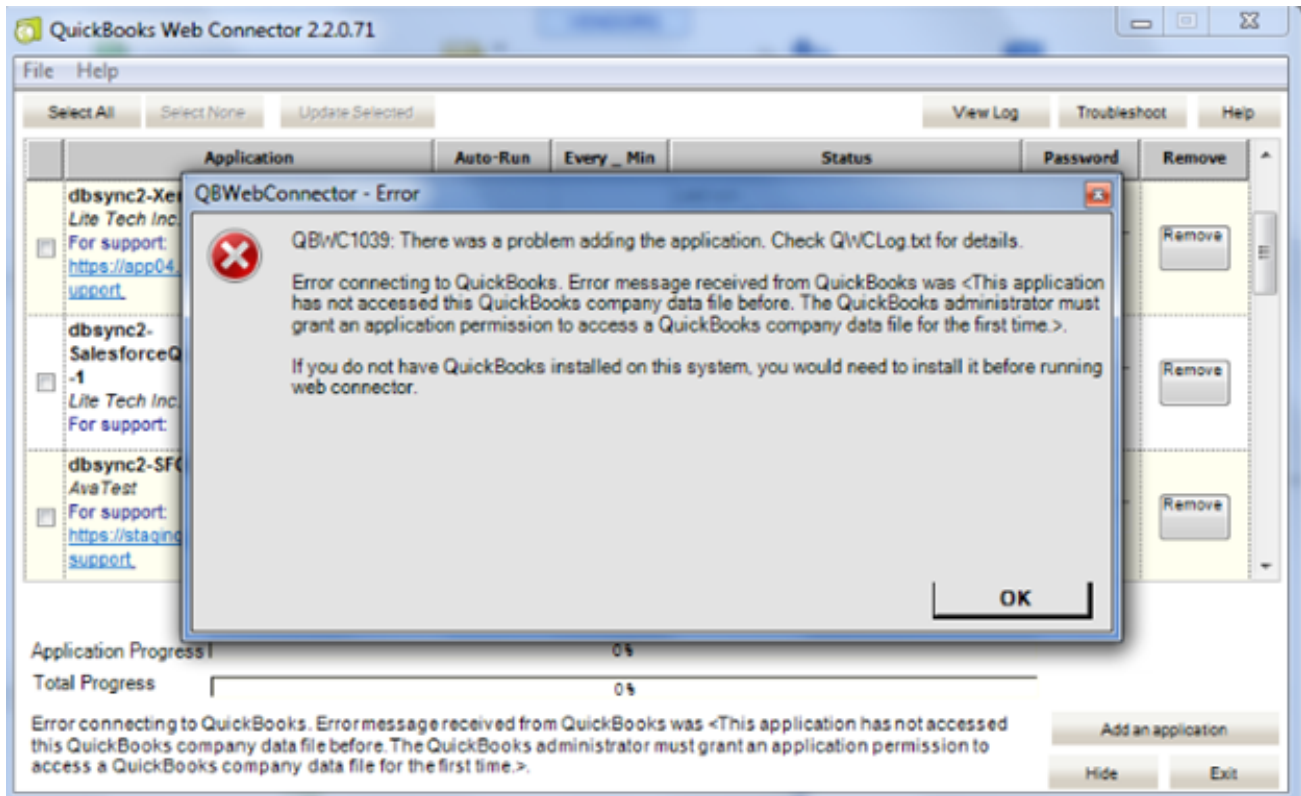 QuickBooks Web Connector 2.2.0.71
File Help
Select All Select None Update Selected View Log Troubleshoot Help
Application Auto-Run Every _ Min Status Password Remove
dbsync2-Xer
Lite Tech Inc.
For support:
https://app04.
upport
Remove
dbsync2-
SalesforceQ
-1
Lite Tech Inc.
For support:
Remove
dbsync2-SFC
AvaTest
For support:
https://staging
support
Remove
QBWebConnector - Error
QBWC1039: There was a problem adding the application. Check QWCLog.txt for details.
Error connecting to QuickBooks. Error message received from QuickBooks was <This application
has not accessed this QuickBooks company data file before. The QuickBooks administrator must
grant an application permission to access a QuickBooks company data file for the first time.>.
If you do not have QuickBooks installed on this system, you would need to install it before running
web connector.
OK
Application Progress 0%
Total Progress 0%
Error connecting to QuickBooks. Error message received from QuickBooks was <This application has not accessed
this QuickBooks company data file before. The QuickBooks administrator must grant an application permission to
access a QuickBooks company data file for the first time.>.
Add an application
Hide Exit